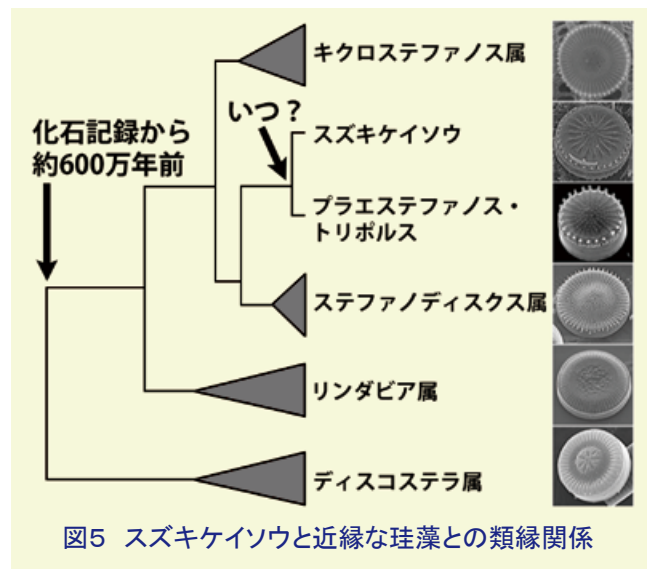 キクロステファノス属
いつ？
スズキケイソウ
化石記録から
約600万年前
プラエステファノス・
トリポルス
ステファノディスクス属
リンダビア属
ディスコステラ属
図5 スズキケイソウと近縁な珪藻との類縁関係